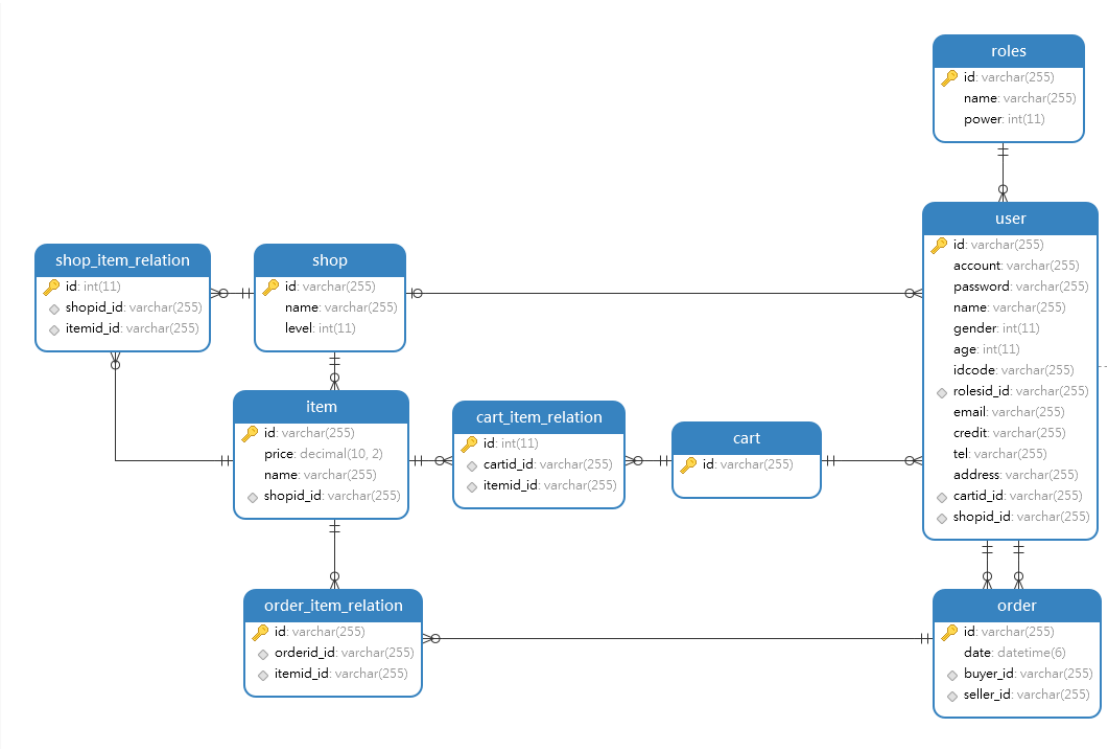 roles
id: varchar(255)
name: varchar(255)
power: int(11)
user
id: varchar(255)
account: varchar(255)
password: varchar(255)
name: varchar(255)
gender: int(11)
age: int(11)
idcode: varchar(255)
rolesid_id: varchar(255)
email: varchar(255)
credit: varchar(255)
tel: varchar(255)
address: varchar(255)
cartid_id: varchar(255)
shopid_id: varchar(255)
shop_item_relation
id: int(11)
shopid_id: varchar(255)
itemid_id: varchar(255)
shop
id: varchar(255)
name: varchar(255)
level: int(11)
item
id: varchar(255)
price: decimal(10, 2)
name: varchar(255)
shopid_id: varchar(255)
cart_item_relation
id: int(11)
cartid_id: varchar(255)
itemid_id: varchar(255)
cart
id: varchar(255)
order_item_relation
id: varchar(255)
orderid_id: varchar(255)
itemid_id: varchar(255)
order
id: varchar(255)
date: datetime(6)
buyer_id: varchar(255)
seller_id: varchar(255)